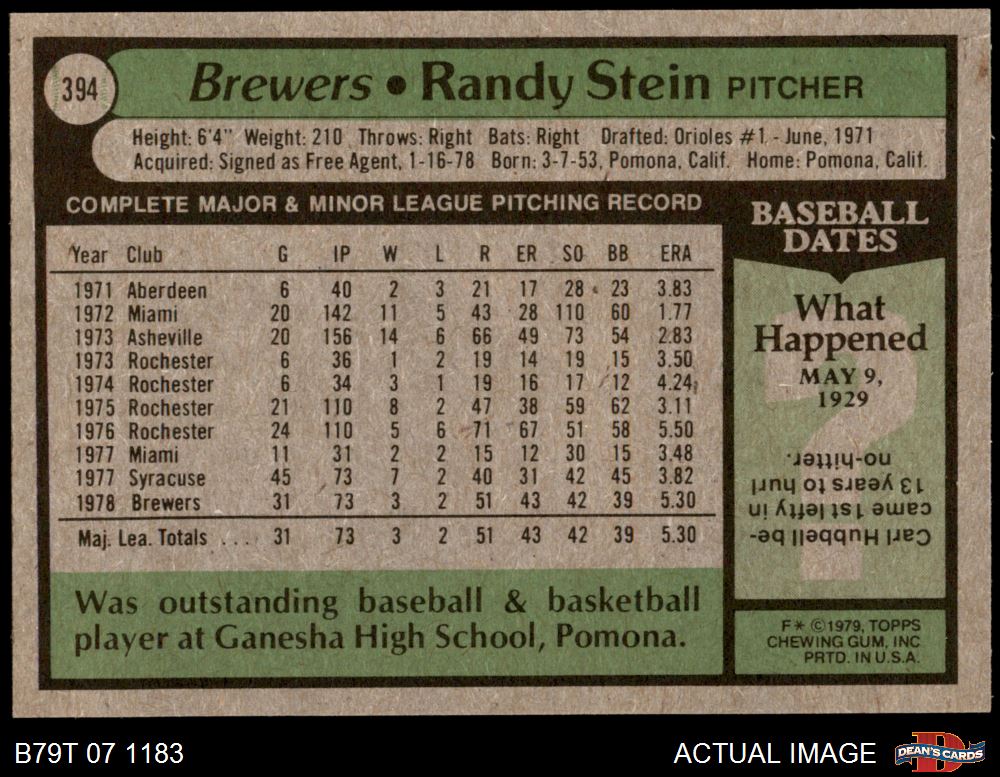 394
Brewers • Randy Stein PITCHER
Height: 6'4" Weight: 210 Throws: Right Bats: Right Drafted: Orioles #1 - June, 1971
Acquired: Signed as Free Agent, 1-16-78 Born: 3-7-53, Pomona, Calif. Home: Pomona, Calif.
COMPLETE MAJOR & MINOR LEAGUE PITCHING RECORD
Year Club G IP W L R ER SO BB ERA
1971 Aberdeen 6 40 2 3 21 17 28 23 3.83
1972 Miami 20 142 11 5 43 28 110 60 1.77
1973 Asheville 20 156 14 6 66 49 73 54 2.83
1973 Rochester 6 36 1 2 19 14 19 15 3.50
1974 Rochester 6 34 3 1 19 16 17 12 4.24
1975 Rochester 21 110 8 2 47 38 59 62 3.11
1976 Rochester 24 110 5 6 71 67 51 58 5.50
1977 Miami 11 31 2 2 15 12 30 15 3.48
1977 Syracuse 45 73 7 2 40 31 42 45 3.82
1978 Brewers 31 73 3 2 51 43 42 39 5.30
Maj. Lea. Totals . . . 31 73 3 2 51 43 42 39 5.30
Was outstanding baseball & basketball
player at Ganesha High School, Pomona.
BASEBALL
DATES
What
Happened
MAY 9,
1929
?
Carl Hubbell be-
came 1st lefty in
13 years to hurl
no-hitter.
F* ©1979, TOPPS
CHEWING GUM, INC
PRTD. IN U.S.A.
B79T 07 1183
ACTUAL IMAGE
D
DEAN'S CARDS